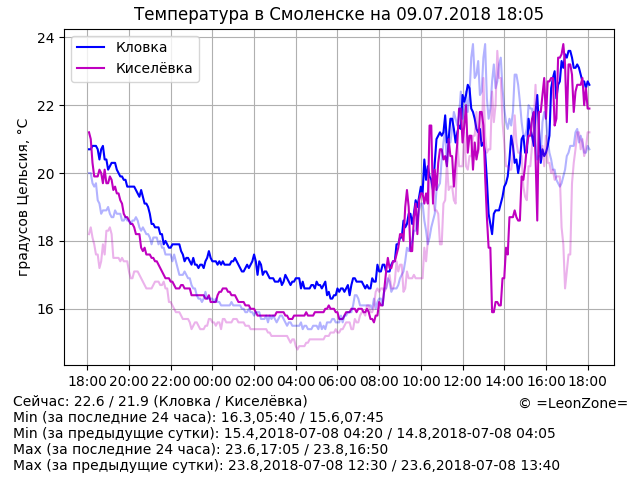 Температура в Смоленске на 09.07.2018 18:05
Кловка
Киселёвка
градусов Цельсия, °C
24
22
20
18
16
18:00 20:00 22:00 00:00 02:00 04:00 06:00 08:00 10:00 12:00 14:00 16:00 18:00
Сейчас: 22.6 / 21.9 (Кловка / Киселёвка)
© =LeonZone=
Min (за последние 24 часа): 16.3,05:40 / 15.6,07:45
Min (за предыдущие сутки): 15.4,2018-07-08 04:20 / 14.8,2018-07-08 04:05
Max (за последние 24 часа): 23.6,17:05 / 23.8,16:50
Max (за предыдущие сутки): 23.8,2018-07-08 12:30 / 23.6,2018-07-08 13:40